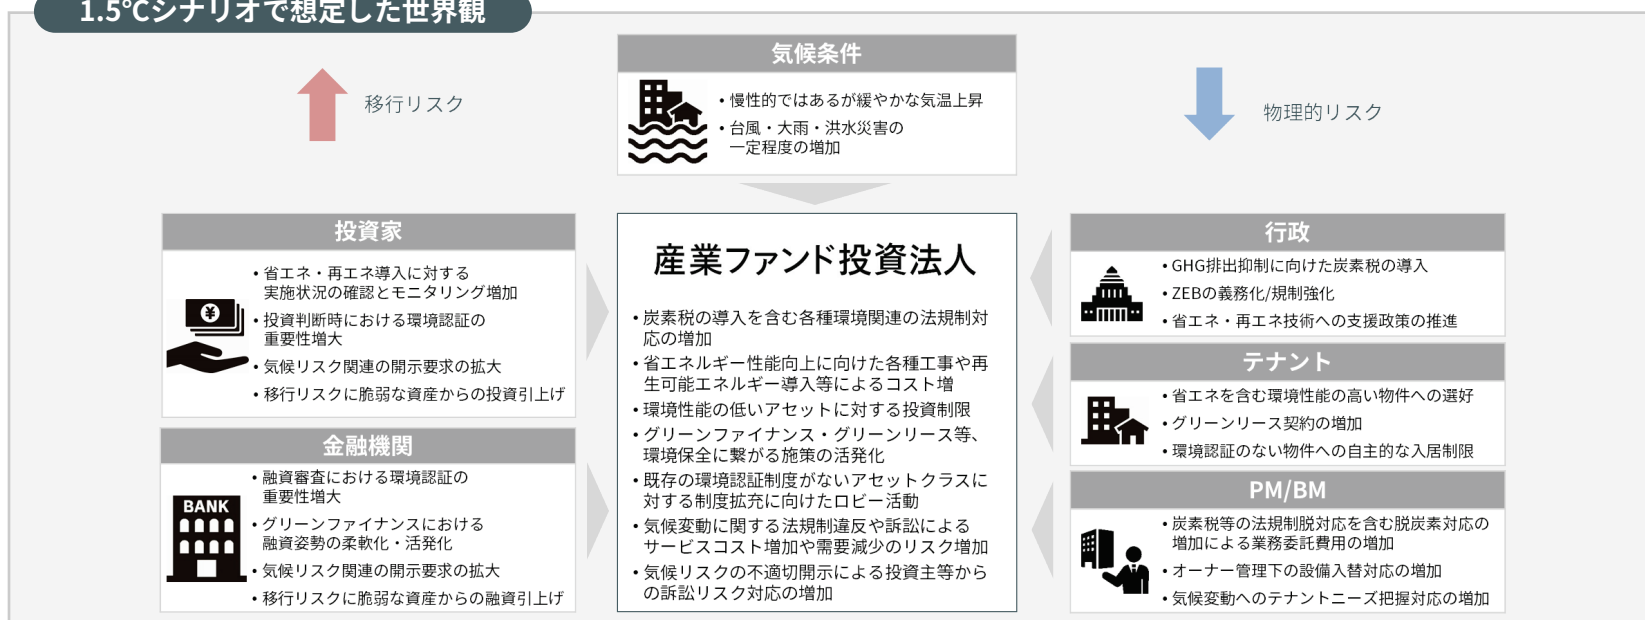 1.5℃シナリオで想定した世界観
移行リスク
気候条件
• 慢性的ではあるが緩やかな気温上昇
• 台風・大雨・洪水災害の
一定程度の増加
物理的リスク
投資家
• 省エネ・再エネ導入に対する
実施状況の確認とモニタリング増加
• 投資判断時における環境認証の
重要性増大
• 気候リスク関連の開示要求の拡大
• 移行リスクに脆弱な資産からの投資引上げ
金融機関
BANK
• 融資審査における環境認証の
重要性増大
• グリーンファイナンスにおける
融資姿勢の柔軟化・活発化
• 気候リスク関連の開示要求の拡大
• 移行リスクに脆弱な資産からの融資引上げ
産業ファンド投資法人
• 炭素税の導入を含む各種環境関連の法規制対
応の増加
• 省エネルギー性能向上に向けた各種工事や再
生可能エネルギー導入等によるコスト増
• 環境性能の低いアセットに対する投資制限
• グリーンファイナンス・グリーンリース等、
環境保全に繋がる施策の活発化
• 既存の環境認証制度がないアセットクラスに
対する制度拡充に向けたロビー活動
• 気候変動に関する法規制違反や訴訟による
サービスコスト増加や需要減少のリスク増加
• 気候リスクの不適切開示による投資主等から
の訴訟リスク対応の増加
行政
• GHG排出抑制に向けた炭素税の導入
• ZEBの義務化/規制強化
• 省エネ・再エネ技術への支援政策の推進
テナント
• 省エネを含む環境性能の高い物件への選好
• グリーンリース契約の増加
• 環境認証のない物件への自主的な入居制限
PM/BM
• 炭素税等の法規制脱対応を含む脱炭素対応の
増加による業務委託費用の増加
• オーナー管理下の設備入替対応の増加
• 気候変動へのテナントニーズ把握対応の増加